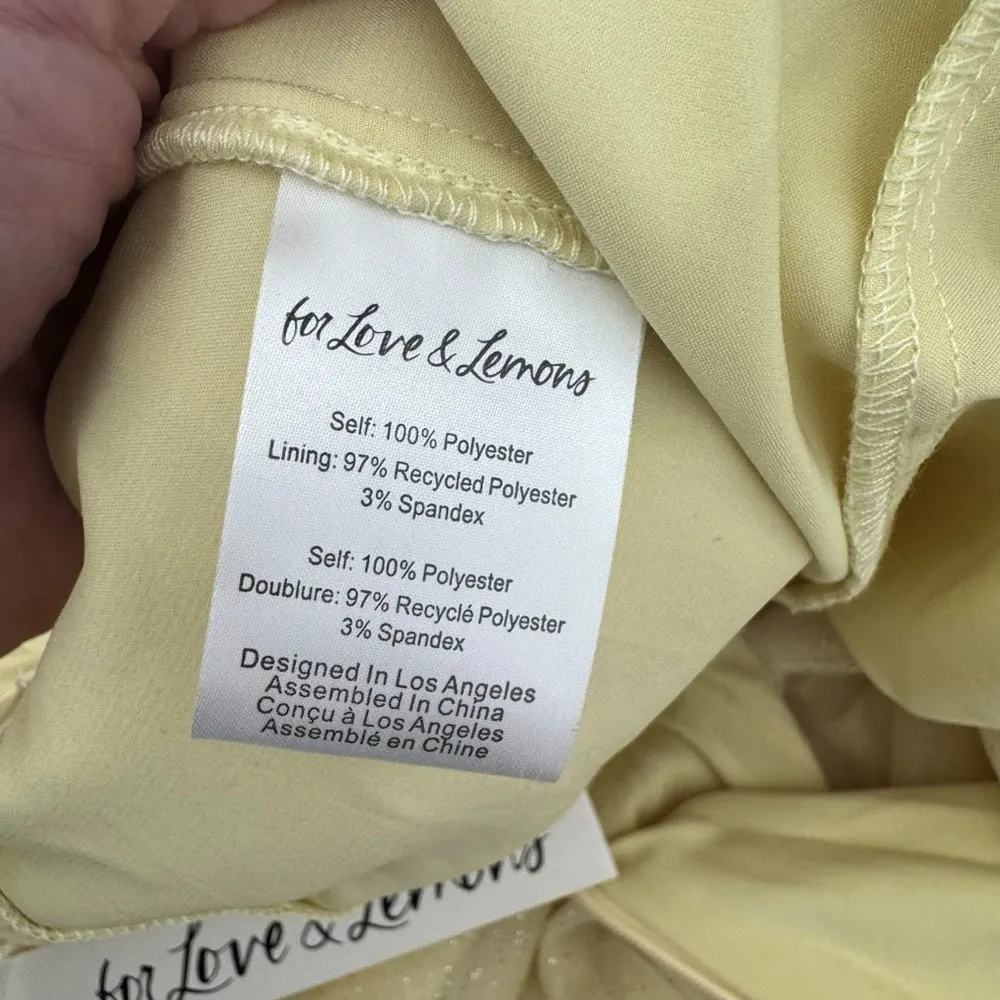 for Love & Lemons
Self: 100% Polyester
Lining: 97% Recycled Polyester
3% Spandex
Self: 100% Polyester
Doublure: 97% Recyclé Polyester
3% Spandex
Designed In Los Angeles
Assembled In China
Conçu à Los Angeles
Assemblé en Chine
for Love & Lemons